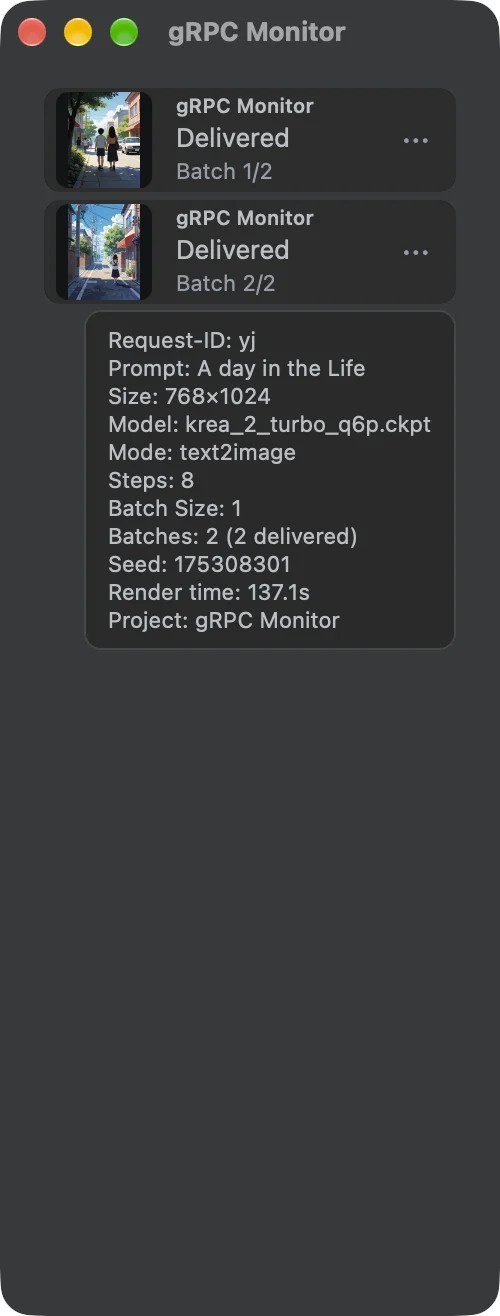 gRPC Monitor
gRPC Monitor
Delivered
Batch 1/2
gRPC Monitor
Delivered
Batch 2/2
Request-ID: yj
Prompt: A day in the Life
Size: 768×1024
Model: krea_2_turbo_q6p.ckpt
Mode: text2image
Steps: 8
Batch Size: 1
Batches: 2 (2 delivered)
Seed: 175308301
Render time: 137.1s
Project: gRPC Monitor